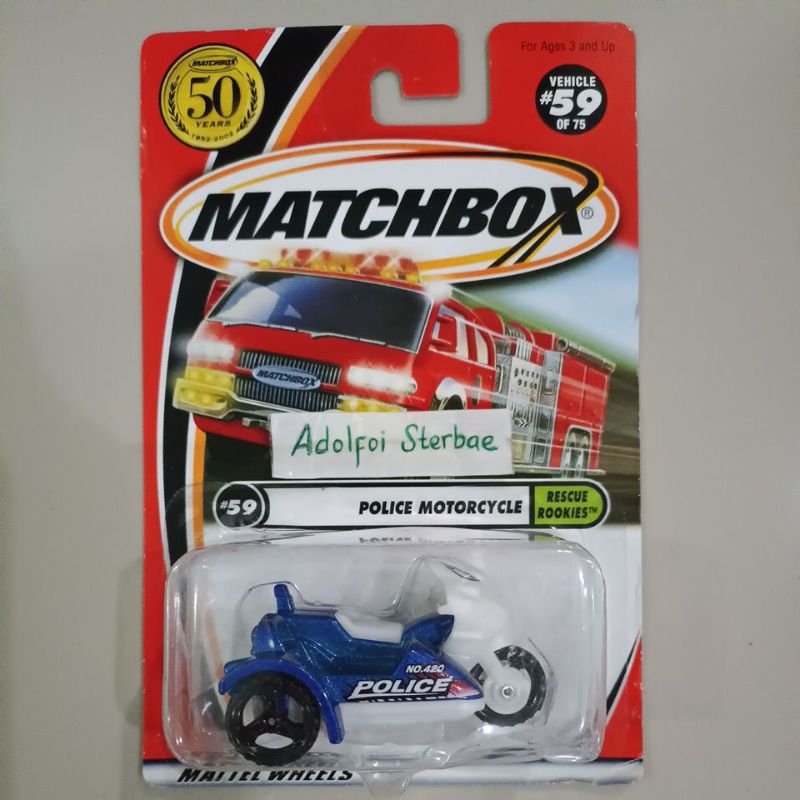 MATCHBOX
50
YEARS
1952-2002
For Ages 3 and Up
VEHICLE
#59
OF 75
MATCHBOX®
MATCHBOX
Adolfoi Sterbae
#59
POLICE MOTORCYCLE
RESCUE
ROOKIES™
NO.420
POLICE
MATTEL WHEELS